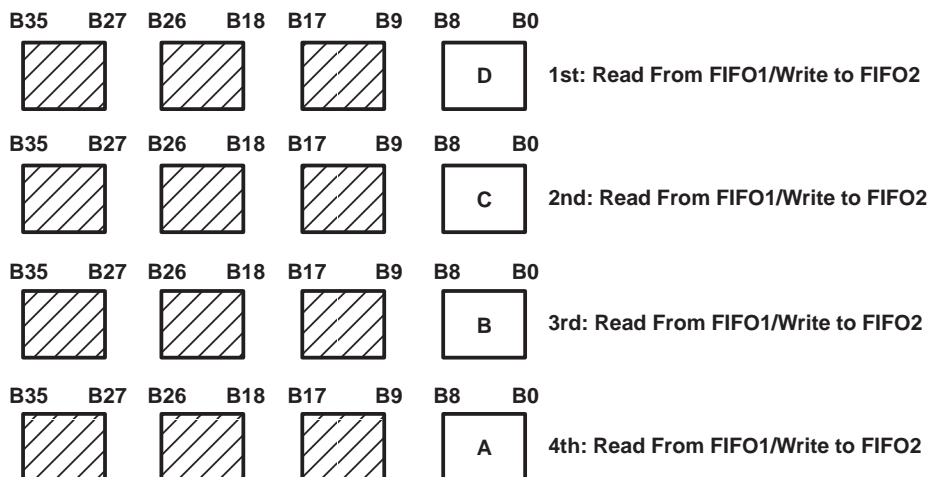 B35 B27 B26 B18 B17 B9 B8 B0
D 1st: Read From FIFO1/Write to FIFO2
B35 B27 B26 B18 B17 B9 B8 B0
C 2nd: Read From FIFO1/Write to FIFO2
B35 B27 B26 B18 B17 B9 B8 B0
B 3rd: Read From FIFO1/Write to FIFO2
B35 B27 B26 B18 B17 B9 B8 B0
A 4th: Read From FIFO1/Write to FIFO2